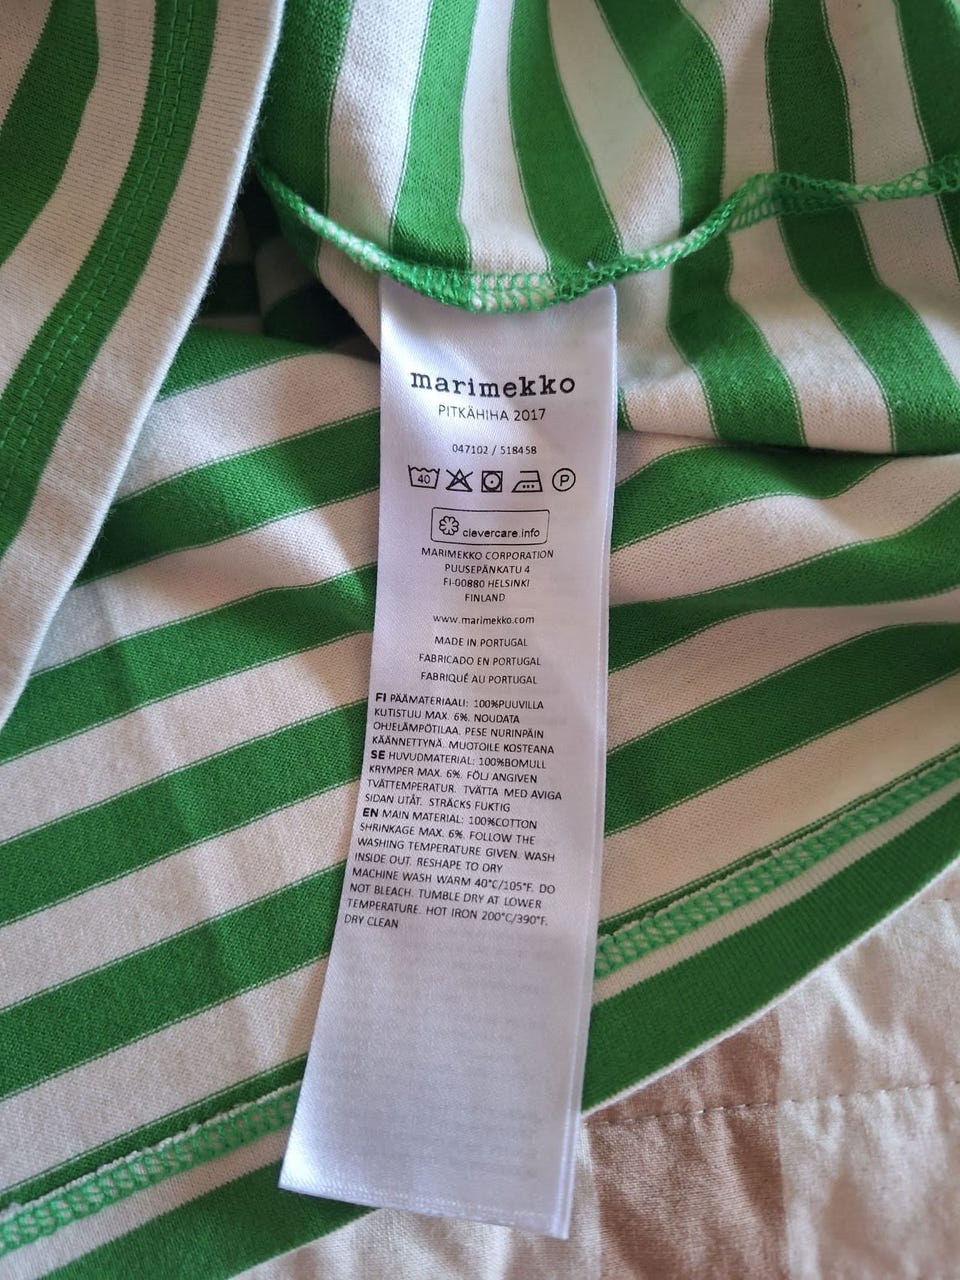 marimekko
PITKÄHIHA 2017
047102 / 518458
40 P
clevercare.info
MARIMEKKO CORPORATION
PUUSEPÄNKATU 4
FI-00880 HELSINKI
FINLAND
www.marimekko.com
MADE IN PORTUGAL
FABRICADO EN PORTUGAL
FABRIQUÉ AU PORTUGAL
FI PÄÄMATERIAALI: 100%PUUVILLA
KUTISTUU MAX. 6%. NOUDATA
OHJELÄMPÖTILAA. PESE NURINPÄIN
KÄÄNNETTYNÄ. MUOTOILE KOSTEANA
SE HUVUDMATERIAL: 100%BOMULL
KRYMPER MAX. 6%. FÖLJ ANGIVEN
TVÄTTEMPERATUR. TVÄTTA MED AVIGA
SIDAN UTÅT. STRÄCKS FUKTIG
EN MAIN MATERIAL: 100%COTTON
SHRINKAGE MAX. 6%. FOLLOW THE
WASHING TEMPERATURE GIVEN. WASH
INSIDE OUT. RESHAPE TO DRY
MACHINE WASH WARM 40°C/105°F. DO
NOT BLEACH. TUMBLE DRY AT LOWER
TEMPERATURE. HOT IRON 200°C/390°F.
DRY CLEAN